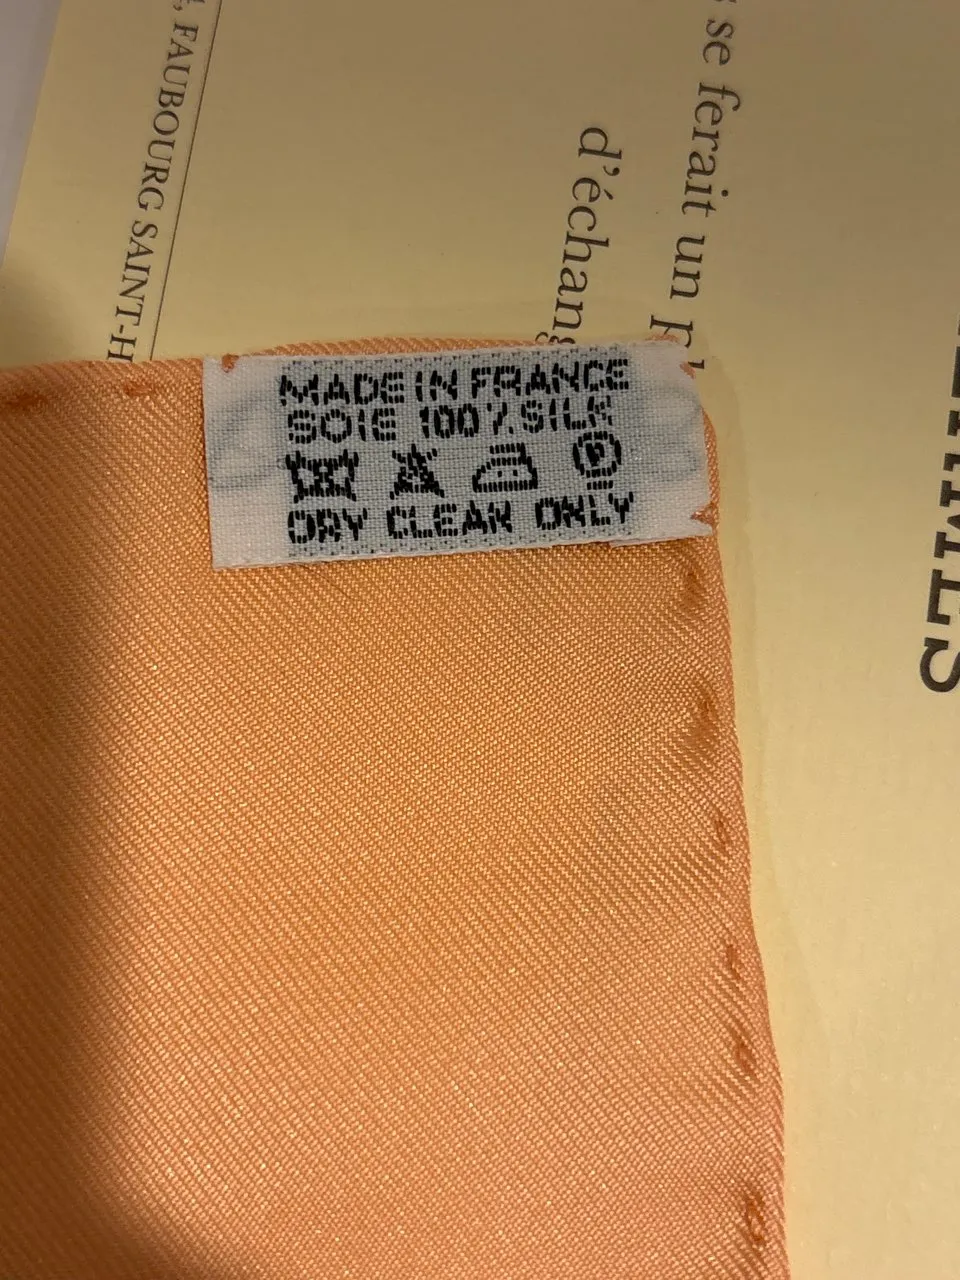 MADE IN FRANCE
SOIE 100% SILK
DRY CLEAN ONLY
P
se ferait un
d'échang
FAUBOURG SAINT-H